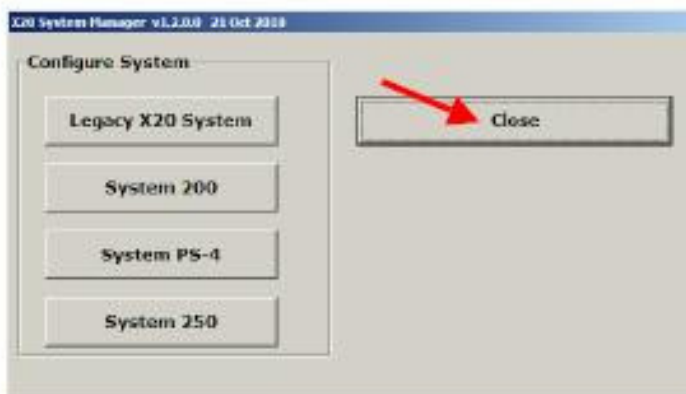 X20 System Manager v1.2.0.0 21 Oct 2010
Configure System
Legacy X20 System
Close
System 200
System PS-4
System 250